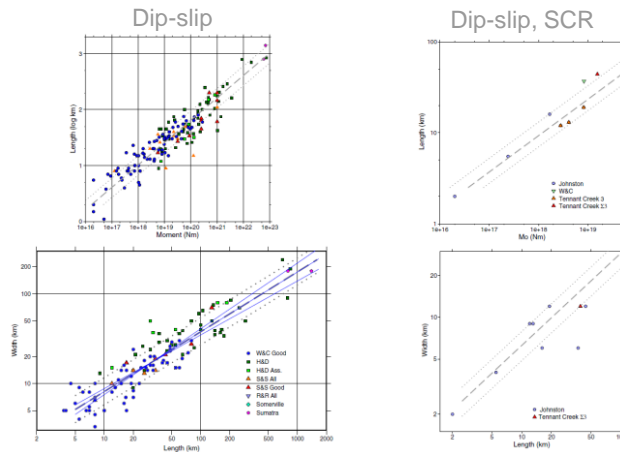 Dip-slip
Dip-slip, SCR
Length (log km)
3
2
1
0
1e+16 1e+17 1e+18 1e+19 1e+20 1e+21 1e+22 1e+23
Moment (Nm)
Length (km)
100
10
1
1e+16 1e+17 1e+18 1e+19
Mo (Nm)
Johnston
W&C
Tennant Creek 3
Tennant Creek Σ1
Width (km)
200
100
50
20
10
5
2 5 10 20 50 100 200 500 1000 2000
Length (km)
W&C Good
H&D
H&D Ass.
S&S All
S&S Good
R&R All
Somerville
Sumatra
Width (km)
20
10
5
2
2 5 10 20 50
Length (km)
Johnston
Tennant Creek Σ1